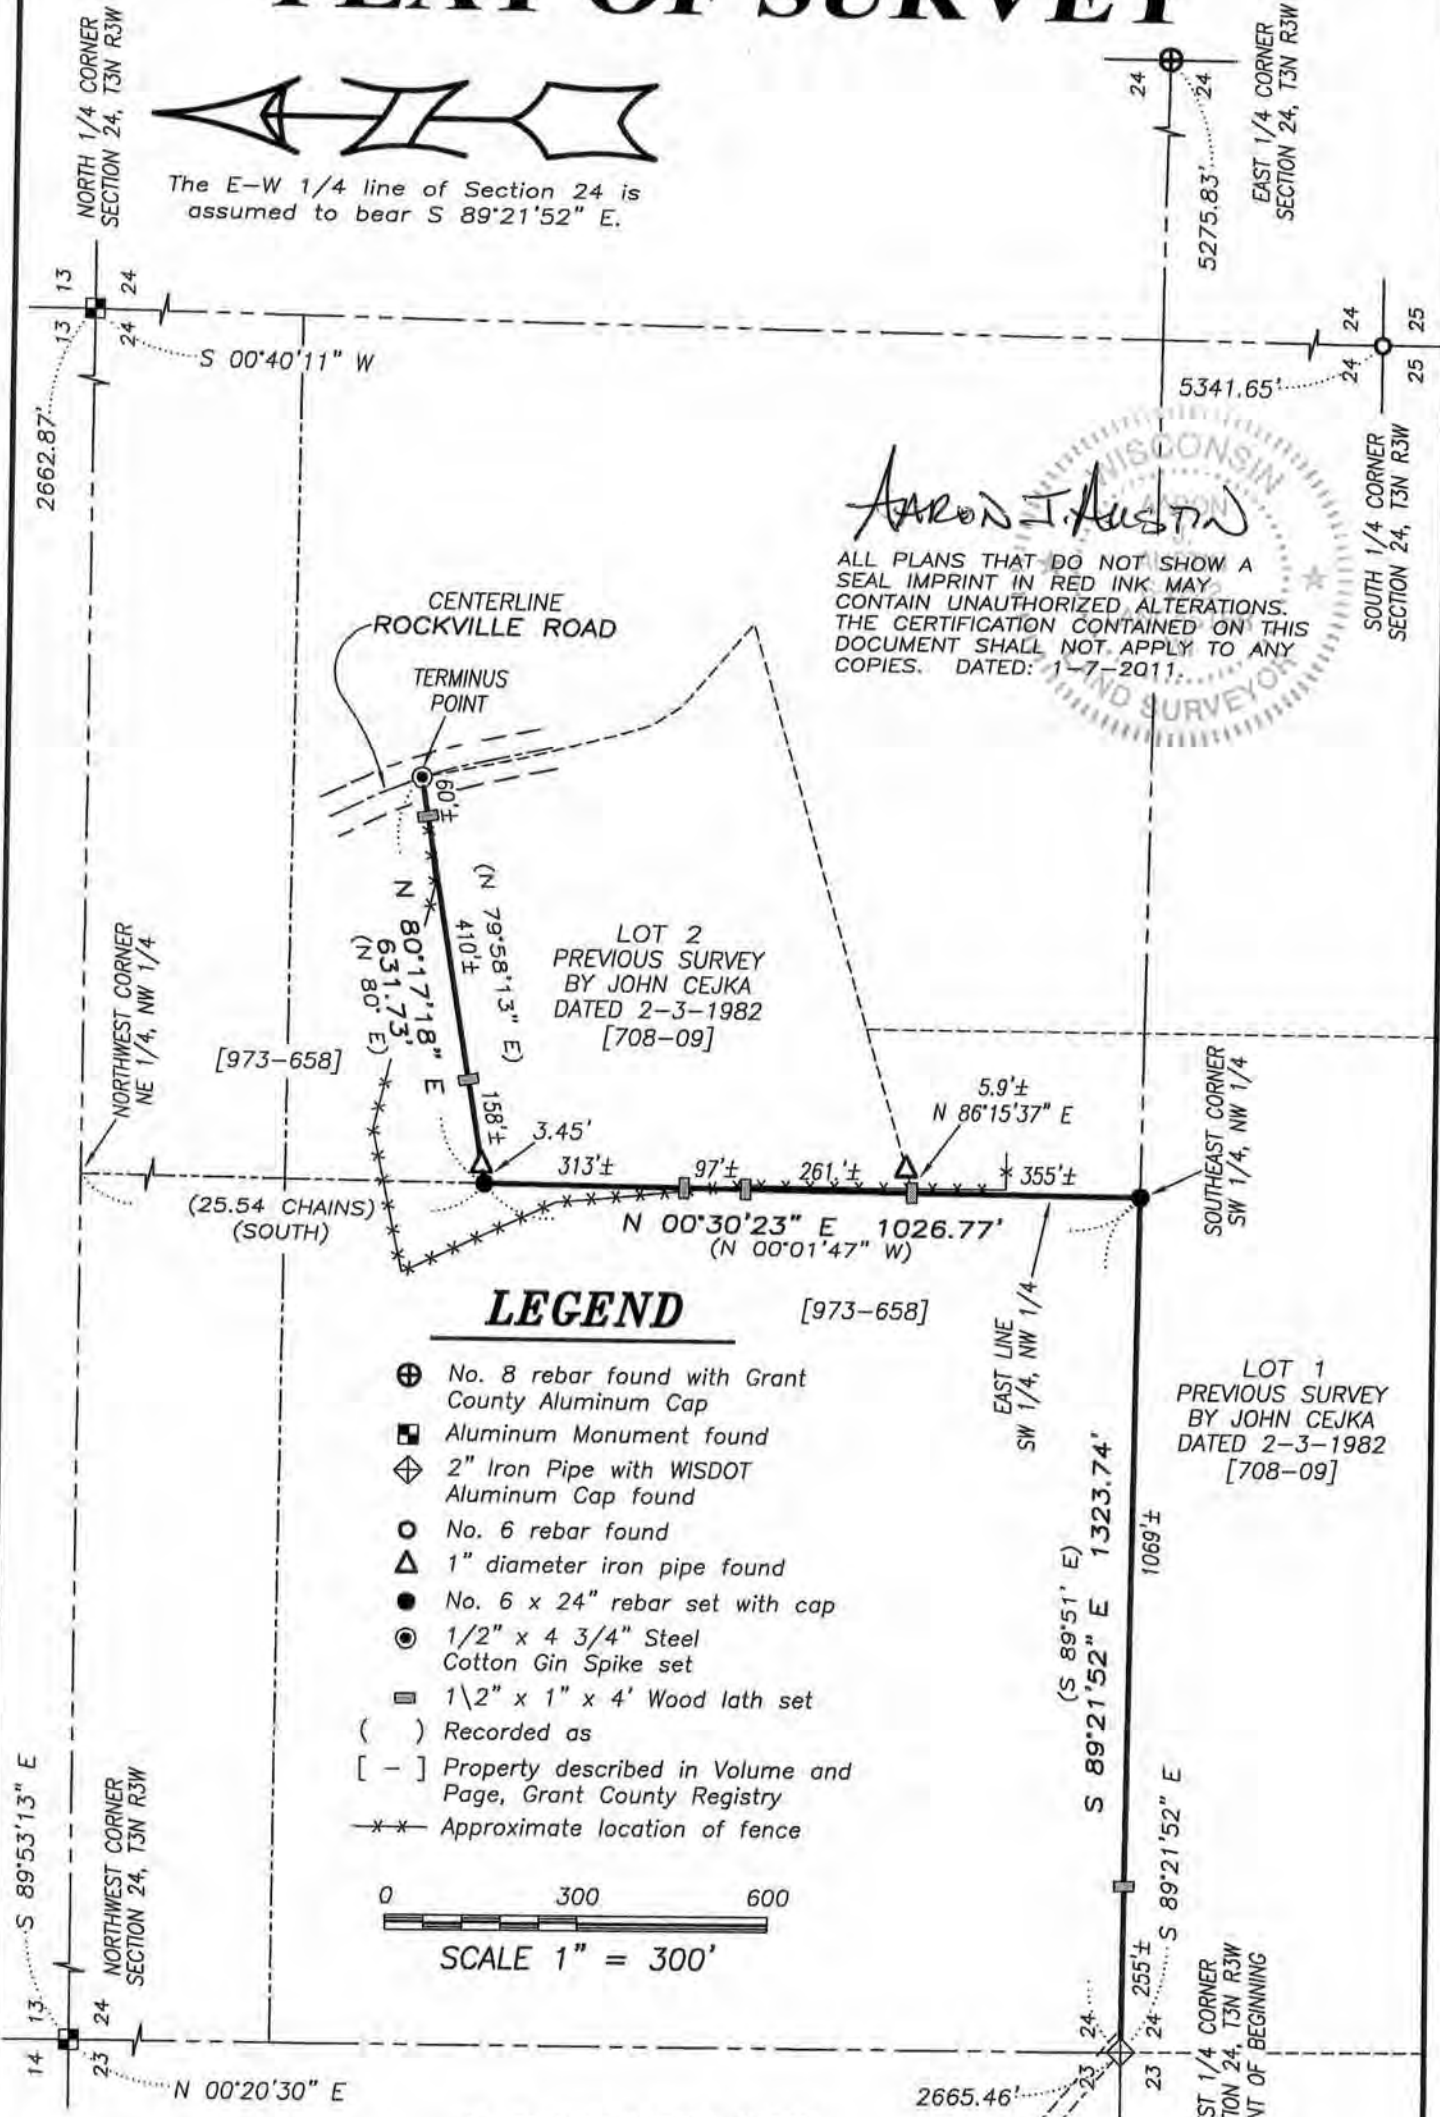 PLAT OF SURVEY
NORTH 1/4 CORNER
SECTION 24, T3N R3W
The E-W 1/4 line of Section 24 is
assumed to bear S 89°21'52" E.
24
24
EAST 1/4 CORNER
SECTION 24, T3N R3W
5275.83'
13
24
13
24
S 00°40'11" W
2662.87'
24
25
24
25
5341.65'
SOUTH 1/4 CORNER
SECTION 24, T3N R3W
AARON J. AUSTIN
WISCONSIN
AARON
J.
LAND SURVEYOR
ALL PLANS THAT DO NOT SHOW A
SEAL IMPRINT IN RED INK MAY
CONTAIN UNAUTHORIZED ALTERATIONS.
THE CERTIFICATION CONTAINED ON THIS
DOCUMENT SHALL NOT APPLY TO ANY
COPIES. DATED: 1-7-2011.
CENTERLINE
ROCKVILLE ROAD
TERMINUS
POINT
60'±
(N 79°58'13" E)
410'±
N 80°17'18" E
631.73'
(N 80° E)
158'±
LOT 2
PREVIOUS SURVEY
BY JOHN CEJKA
DATED 2-3-1982
[708-09]
NORTHWEST CORNER
NE 1/4, NW 1/4
[973-658]
3.45'
313'±
97'±
261'±
355'±
5.9'±
N 86°15'37" E
SOUTHEAST CORNER
SW 1/4, NW 1/4
(25.54 CHAINS)
(SOUTH)
N 00°30'23" E 1026.77'
(N 00°01'47" W)
[973-658]
EAST LINE
SW 1/4, NW 1/4
LOT 1
PREVIOUS SURVEY
BY JOHN CEJKA
DATED 2-3-1982
[708-09]
LEGEND
No. 8 rebar found with Grant
County Aluminum Cap
Aluminum Monument found
2" Iron Pipe with WISDOT
Aluminum Cap found
No. 6 rebar found
1" diameter iron pipe found
No. 6 x 24" rebar set with cap
1/2" x 4 3/4" Steel
Cotton Gin Spike set
1\2" x 1" x 4' Wood lath set
( ) Recorded as
[ - ] Property described in Volume and
Page, Grant County Registry
Approximate location of fence
0 300 600
SCALE 1" = 300'
(S 89°51' E)
S 89°21'52" E 1323.74'
1069'±
S 89°21'52" E
255'±
S 89°53'13" E
NORTHWEST CORNER
SECTION 24, T3N R3W
13
24
14
23
N 00°20'30" E
24
24
23
23
2665.46'
1/4 CORNER
24, T3N R3W
OF BEGINNING